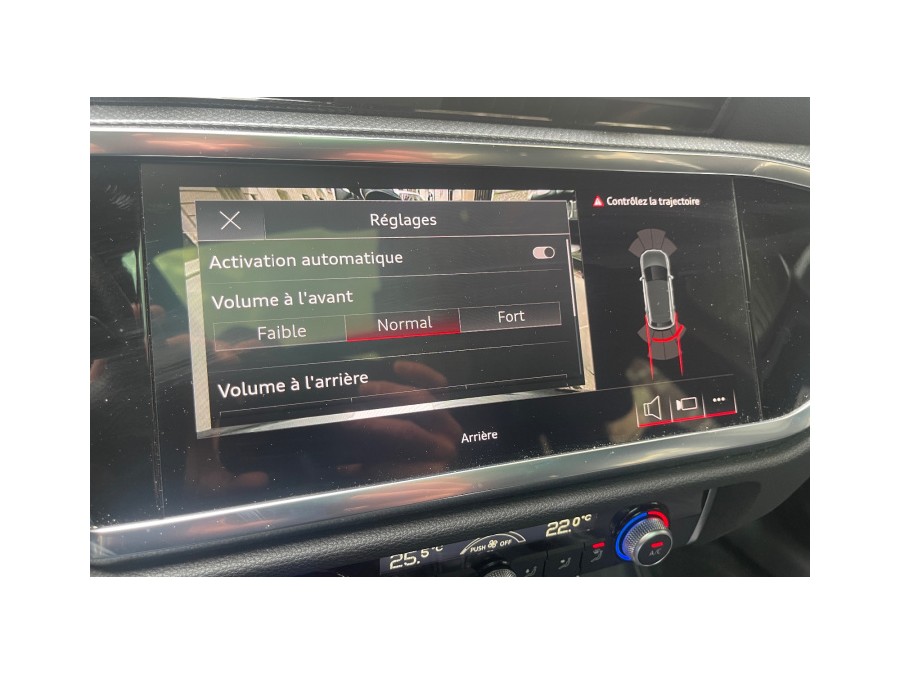 Réglages
Contrôlez la trajectoire
Activation automatique
Volume à l'avant
Faible Normal Fort
Volume à l'arrière
Arrière
25.5°C PUSH OFF 22.0°C
A/C